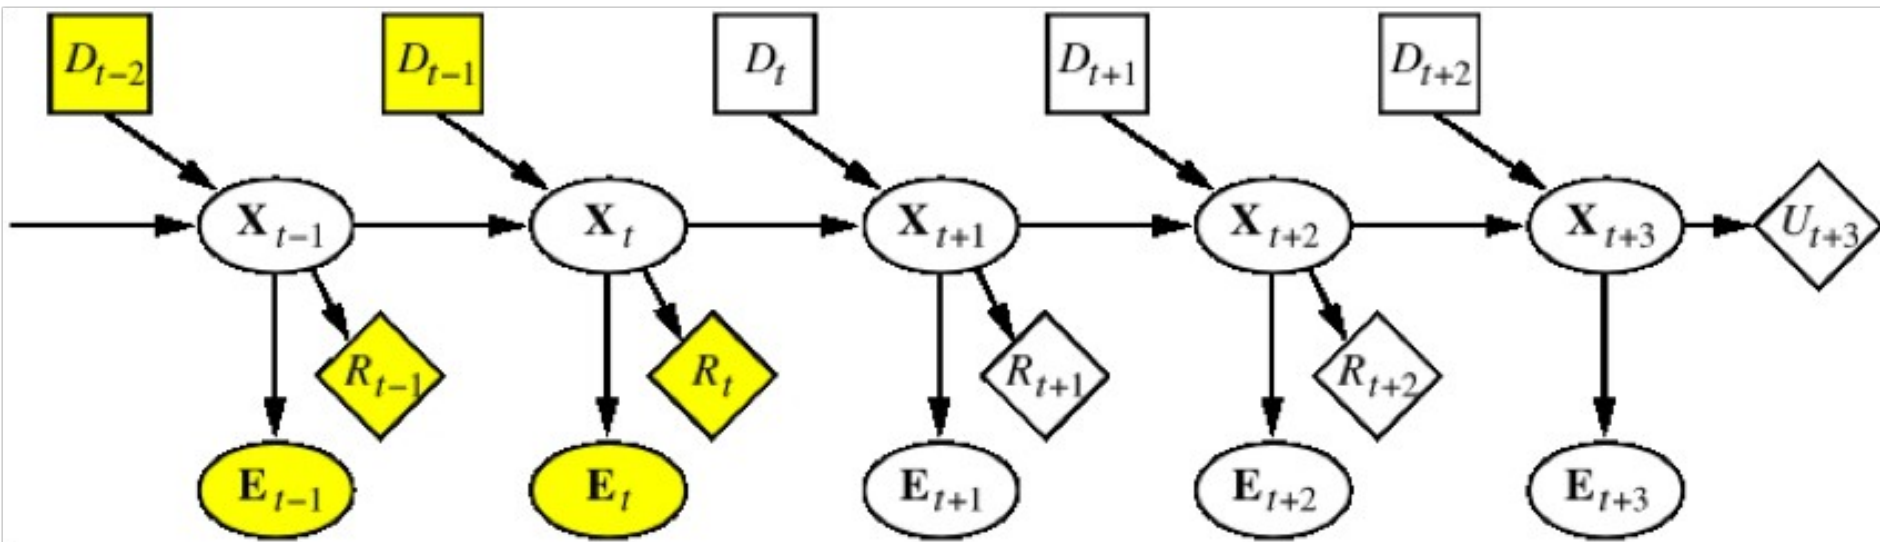 D_{t–2} D_{t–1} D_t D_{t+1} D_{t+2}
X_{t–1} X_t X_{t+1} X_{t+2} X_{t+3} U_{t+3}
R_{t–1} R_t R_{t+1} R_{t+2}
E_{t–1} E_t E_{t+1} E_{t+2} E_{t+3}